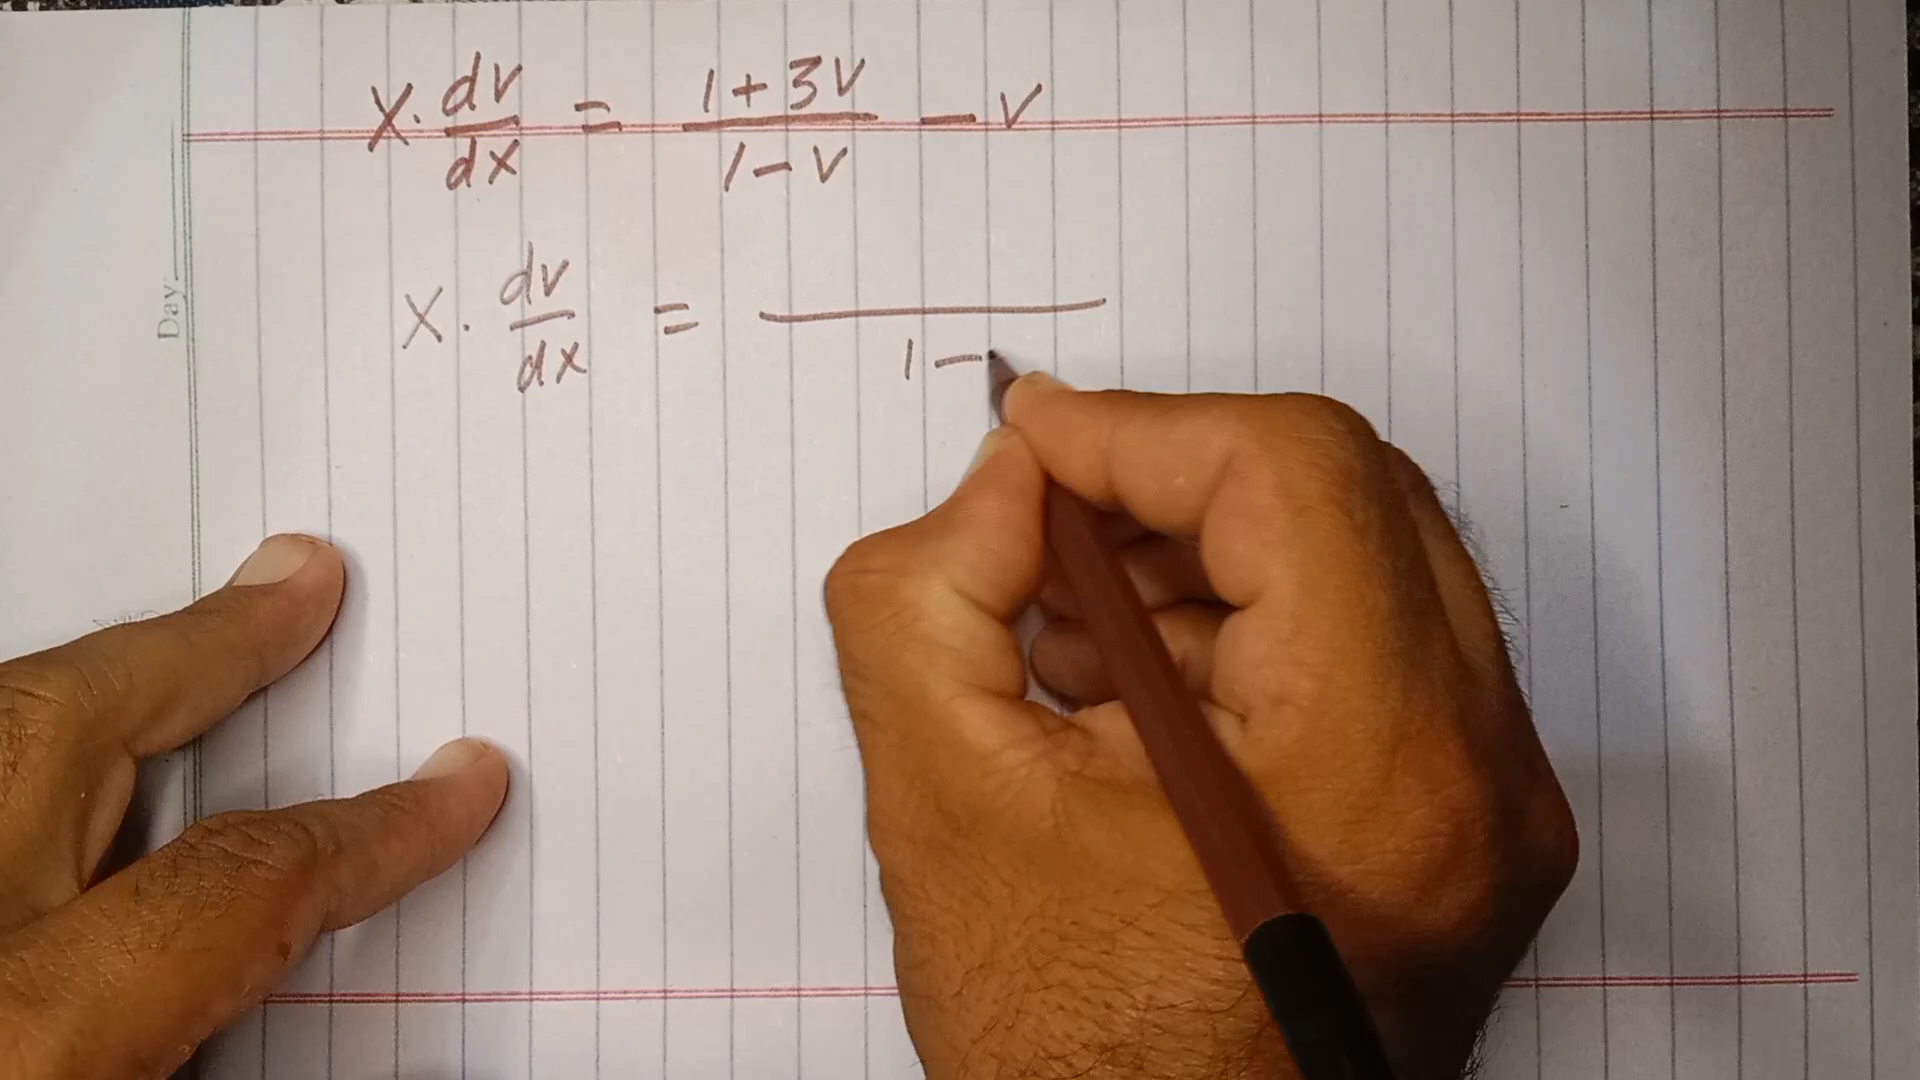 x · dv/dx = (1 + 3v)/(1 - v) - v
x · dv/dx = /(1 -
Day